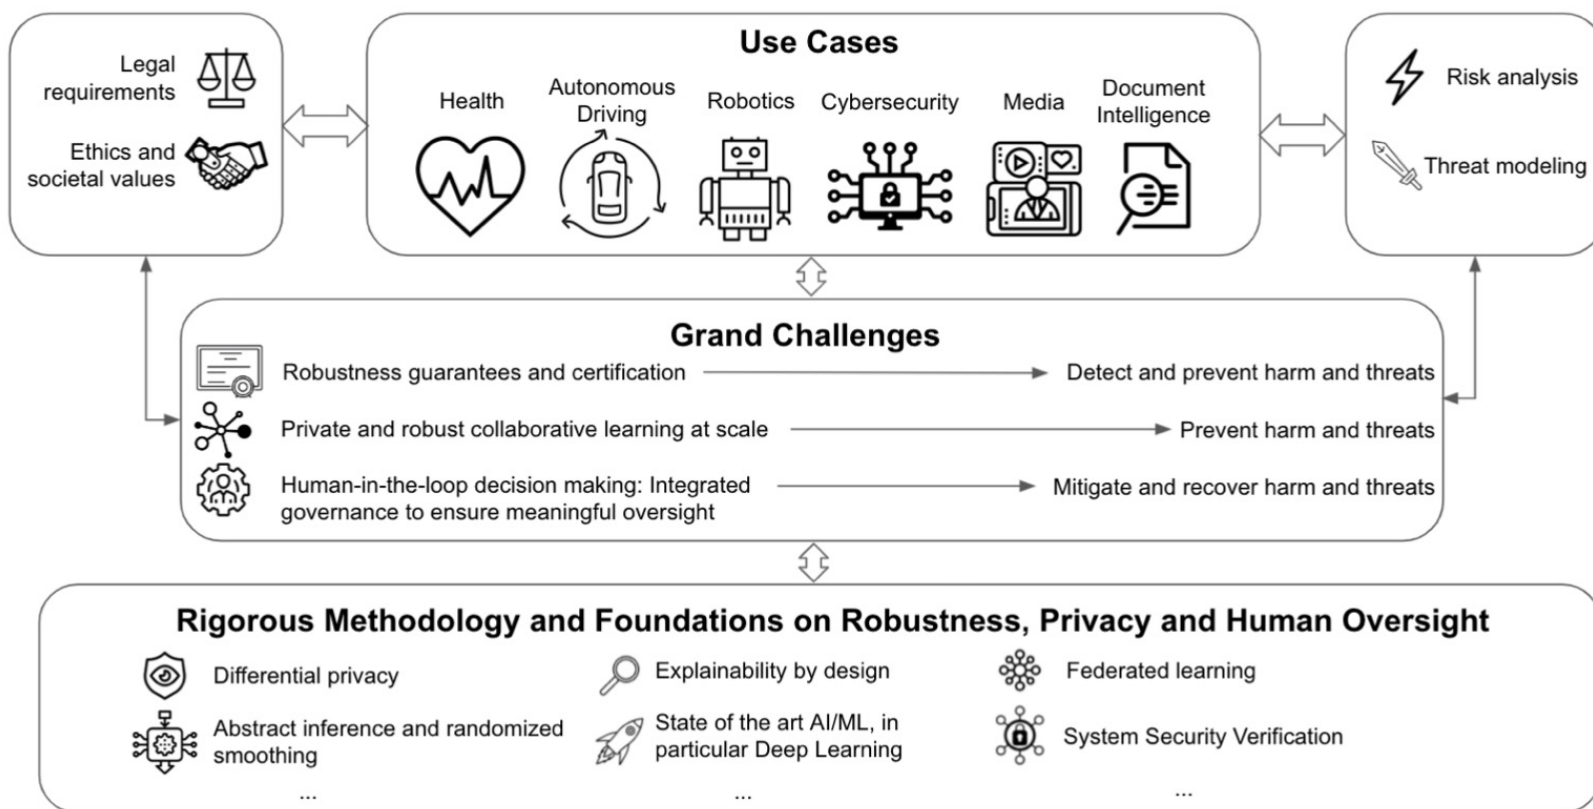 Legal
requirements
Ethics and
societal values
Use Cases
Health
Autonomous
Driving
Robotics
Cybersecurity
Media
Document
Intelligence
Risk analysis
Threat modeling
Grand Challenges
Robustness guarantees and certification
Detect and prevent harm and threats
Private and robust collaborative learning at scale
Prevent harm and threats
Human-in-the-loop decision making: Integrated
governance to ensure meaningful oversight
Mitigate and recover harm and threats
Rigorous Methodology and Foundations on Robustness, Privacy and Human Oversight
Differential privacy
Explainability by design
Federated learning
Abstract inference and randomized
smoothing
State of the art AI/ML, in
particular Deep Learning
System Security Verification
...
...
...